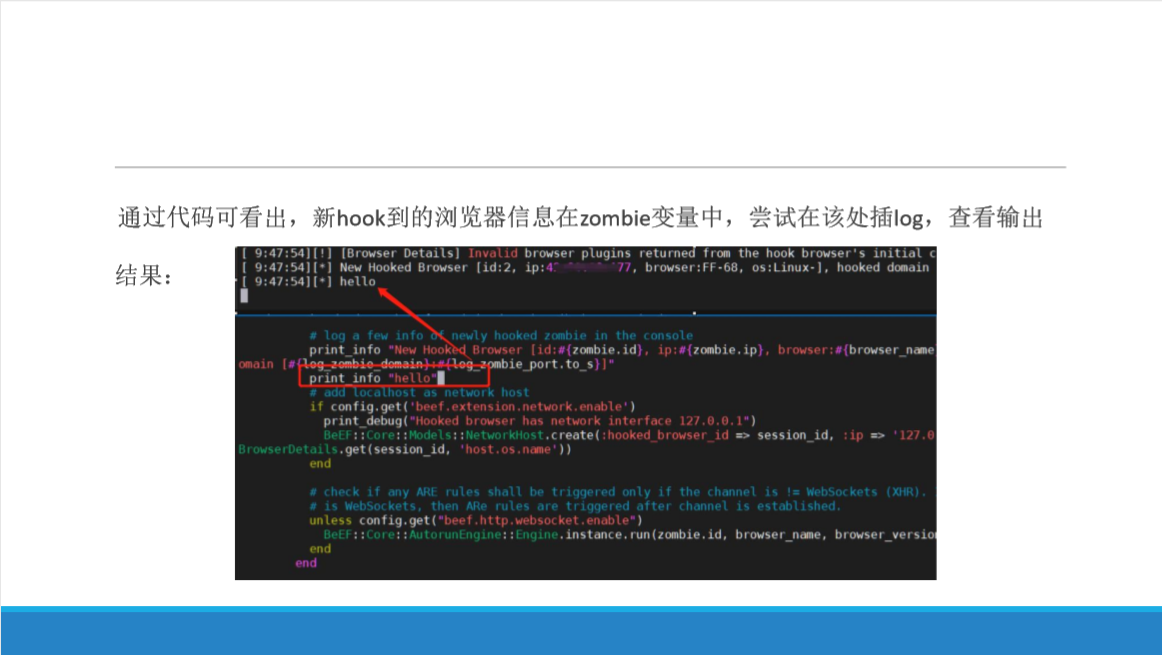 通过代码可看出，新hook到的浏览器信息在zombie变量中，尝试在该处插log，查看输出
结果：
[ 9:47:54][!] [Browser Details] Invalid browser plugins returned from the hook browser's initial c
[ 9:47:54][*] New Hooked Browser [id:2, ip:4 77, browser:FF-68, os:Linux-], hooked domain
[ 9:47:54][*] hello
# log a few info of newly hooked zombie in the console
print_info "New Hooked Browser [id:#{zombie.id}, ip:#{zombie.ip}, browser:#{browser_name
omain [#{log_zombie_domain}:#{log_zombie_port.to_s}]"
print_info "hello"
# add localhost as network host
if config.get('beef.extension.network.enable')
print_debug("Hooked browser has network interface 127.0.0.1")
BeEF::Core::Models::NetworkHost.create(:hooked_browser_id => session_id, :ip => '127.0
BrowserDetails.get(session_id, 'host.os.name'))
end
# check if any ARE rules shall be triggered only if the channel is != WebSockets (XHR).
# is WebSockets, then ARe rules are triggered after channel is established.
unless config.get("beef.http.websocket.enable")
BeEF::Core::AutorunEngine::Engine.instance.run(zombie.id, browser_name, browser_version
end
end